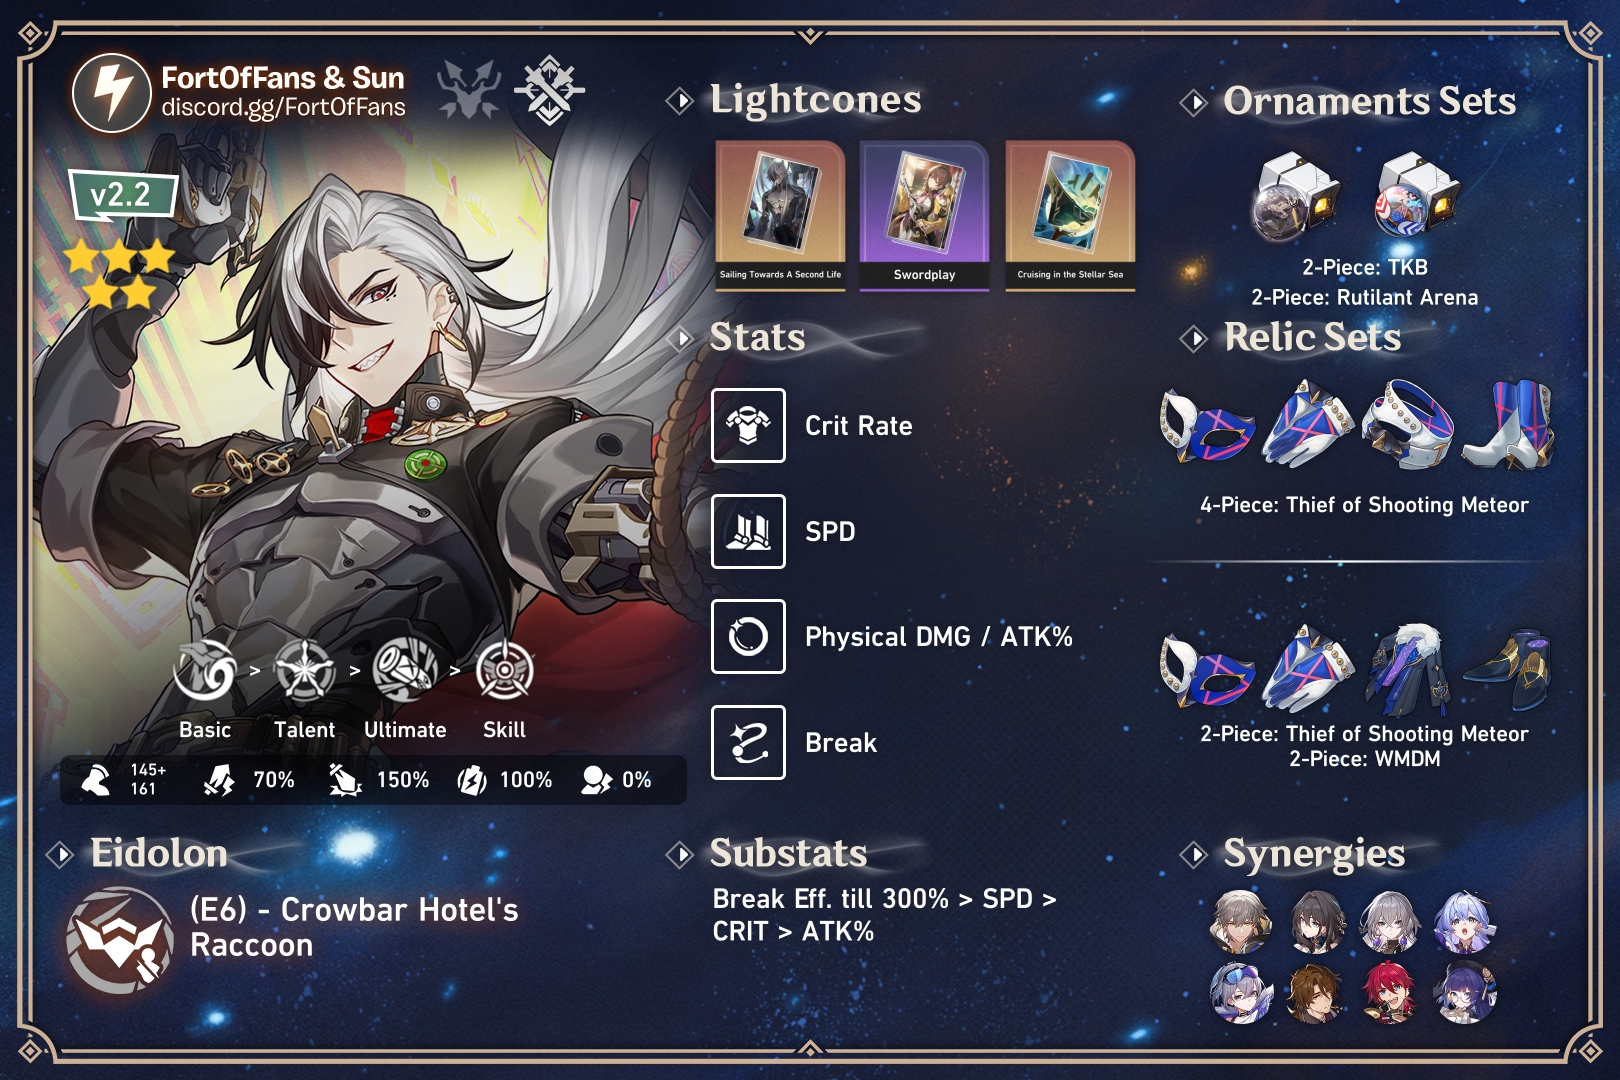 FortOfFans & Sun
discord.gg/FortOfFans
v2.2
Basic > Talent > Ultimate > Skill
145+
161
70%
150%
100%
0%
Eidolon
(E6) - Crowbar Hotel's
Raccoon
Lightcones
Sailing Towards A Second Life
Swordplay
Cruising in the Stellar Sea
Stats
Crit Rate
SPD
Physical DMG / ATK%
Break
Substats
Break Eff. till 300% > SPD >
CRIT > ATK%
Ornaments Sets
2-Piece: TKB
2-Piece: Rutilant Arena
Relic Sets
4-Piece: Thief of Shooting Meteor
2-Piece: Thief of Shooting Meteor
2-Piece: WMDM
Synergies